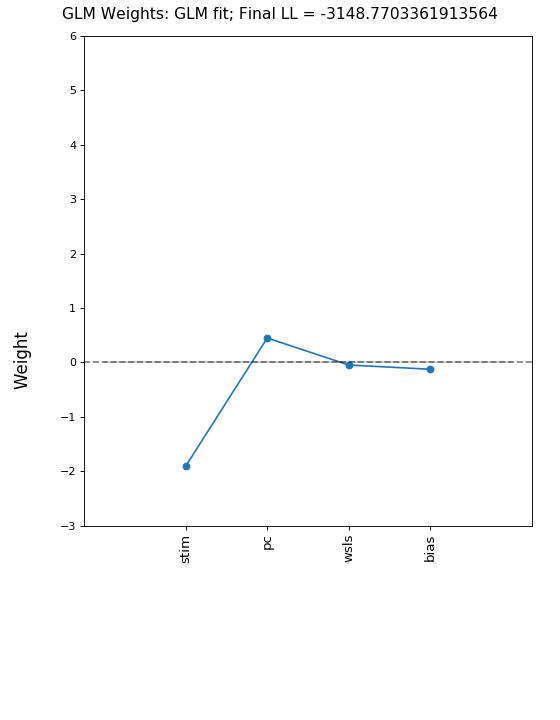 GLM Weights: GLM fit; Final LL = -3148.7703361913564
6
5
4
3
2
1
0
−1
−2
−3
Weight
stim
pc
wsls
bias